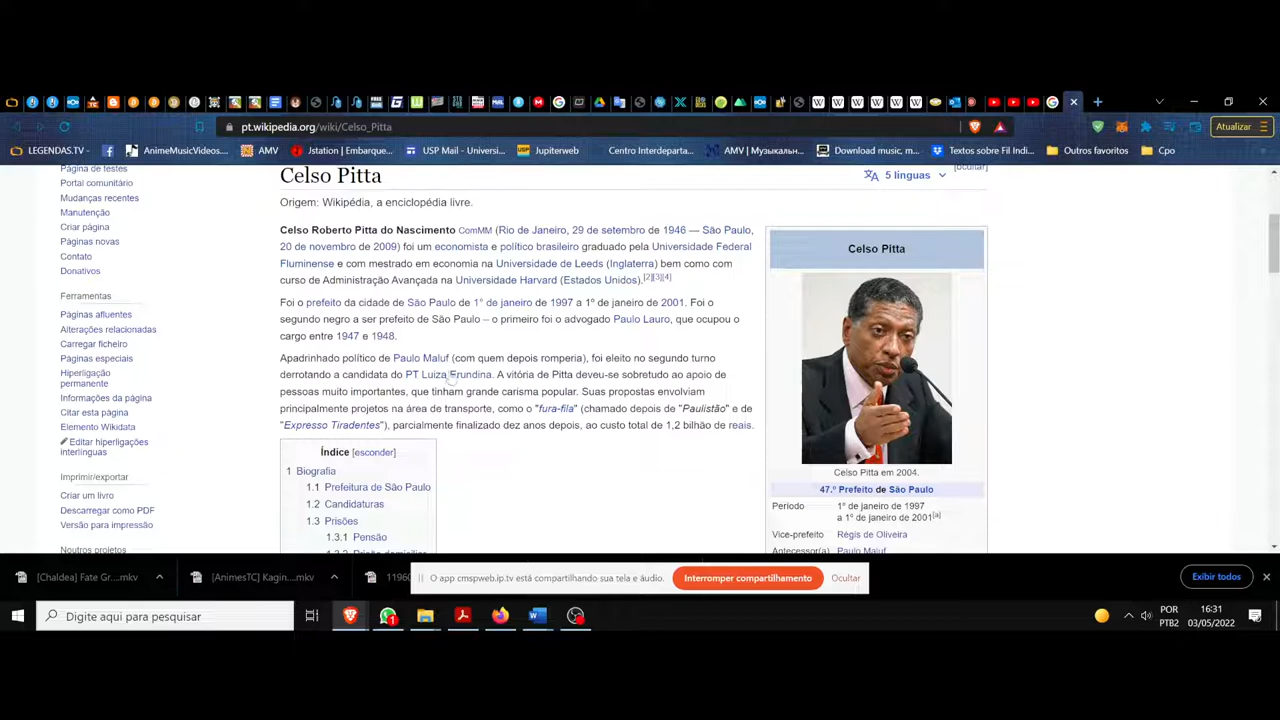 pt.wikipedia.org/wiki/Celso_Pitta
Atualizar
LEGENDAS.TV -
AnimeMusicVideos...
AMV
Jstation | Embarque...
USP Mail - Universi...
Jupiterweb
Centro Interdeparta...
AMV | Музыкальн...
Download music, m...
Textos sobre Fil Indi...
Outros favoritos
Cpo
Página de testes
Portal comunitário
Mudanças recentes
Manutenção
Criar página
Páginas novas
Contato
Donativos
Ferramentas
Páginas afluentes
Alterações relacionadas
Carregar ficheiro
Páginas especiais
Hiperligação
permanente
Informações da página
Citar esta página
Elemento Wikidata
Editar hiperligações
interlínguas
Imprimir/exportar
Criar um livro
Descarregar como PDF
Versão para impressão
Noutros projetos
Celso Pitta
5 línguas
[ocultar]
Origem: Wikipédia, a enciclopédia livre.
Celso Roberto Pitta do Nascimento ComMM (Rio de Janeiro, 29 de setembro de 1946 — São Paulo,
20 de novembro de 2009) foi um economista e político brasileiro graduado pela Universidade Federal
Fluminense e com mestrado em economia na Universidade de Leeds (Inglaterra) bem como com
curso de Administração Avançada na Universidade Harvard (Estados Unidos).[2][3][4]
Foi o prefeito da cidade de São Paulo de 1° de janeiro de 1997 a 1º de janeiro de 2001. Foi o
segundo negro a ser prefeito de São Paulo – o primeiro foi o advogado Paulo Lauro, que ocupou o
cargo entre 1947 e 1948.
Apadrinhado político de Paulo Maluf (com quem depois romperia), foi eleito no segundo turno
derrotando a candidata do PT Luiza Erundina. A vitória de Pitta deveu-se sobretudo ao apoio de
pessoas muito importantes, que tinham grande carisma popular. Suas propostas envolviam
principalmente projetos na área de transporte, como o "fura-fila" (chamado depois de "Paulistão" e de
"Expresso Tiradentes"), parcialmente finalizado dez anos depois, ao custo total de 1,2 bilhão de reais.
Índice [esconder]
1 Biografia
1.1 Prefeitura de São Paulo
1.2 Candidaturas
1.3 Prisões
1.3.1 Pensão
1.3.2 Prisão domiciliar
Celso Pitta
Celso Pitta em 2004.
47.º Prefeito de São Paulo
Período
1º de janeiro de 1997
a 1º de janeiro de 2001[a]
Vice-prefeito
Régis de Oliveira
Antecessor(a)
Paulo Maluf
[Chaldea] Fate Gr....mkv
[AnimesTC] Kagin....mkv
11960
O app cmspweb.ip.tv está compartilhando sua tela e áudio.
Interromper compartilhamento
Ocultar
Exibir todos
Digite aqui para pesquisar
POR
PTB2
16:31
03/05/2022